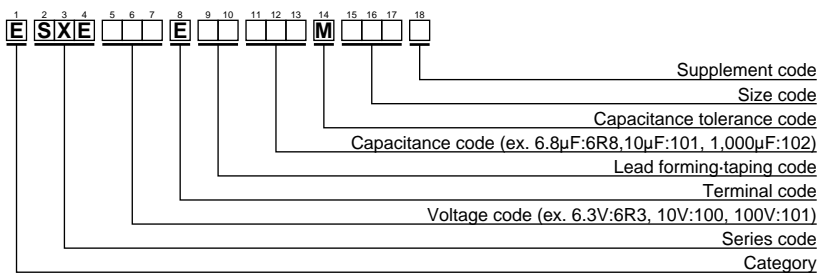 1 2 3 4 5 6 7 8 9 10 11 12 13 14 15 16 17 18
E SXE E M
Supplement code
Size code
Capacitance tolerance code
Capacitance code (ex. 6.8μF:6R8,10μF:101, 1,000μF:102)
Lead forming·taping code
Terminal code
Voltage code (ex. 6.3V:6R3, 10V:100, 100V:101)
Series code
Category